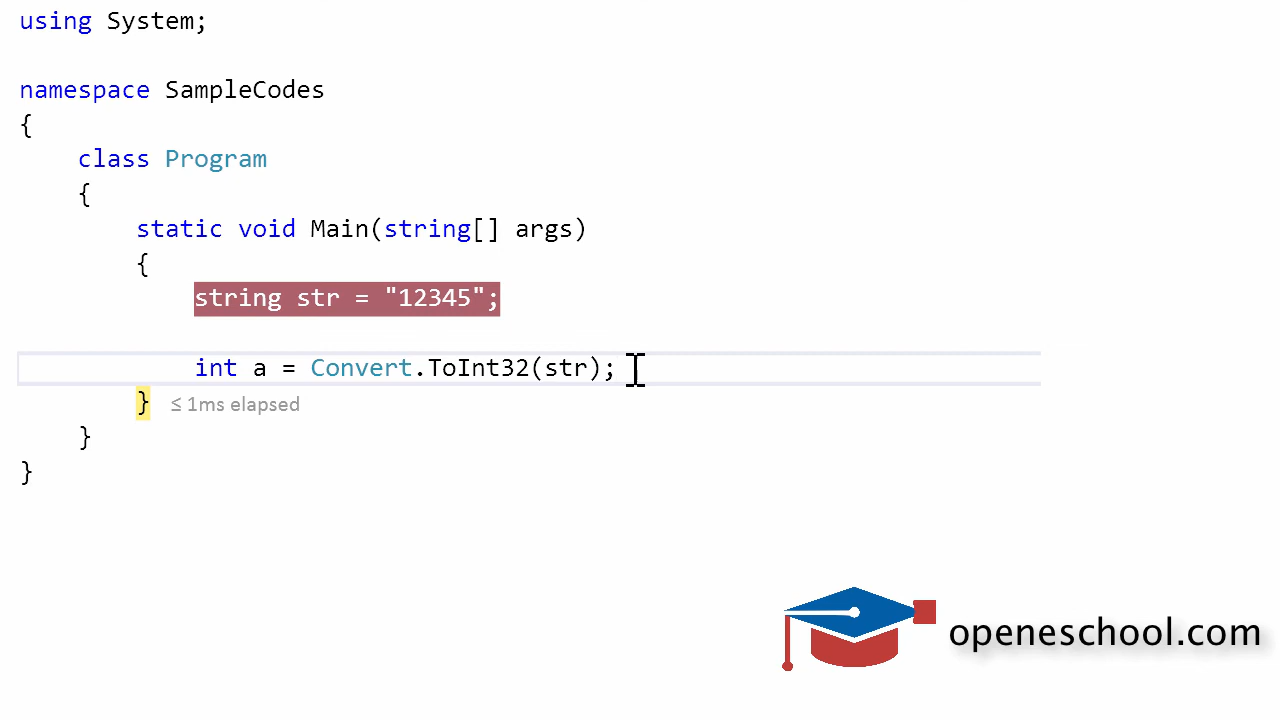 using System;
namespace SampleCodes
{
class Program
{
static void Main(string[] args)
{
string str = "12345";
int a = Convert.ToInt32(str);
} ≤ 1ms elapsed
}
}
openeschool.com